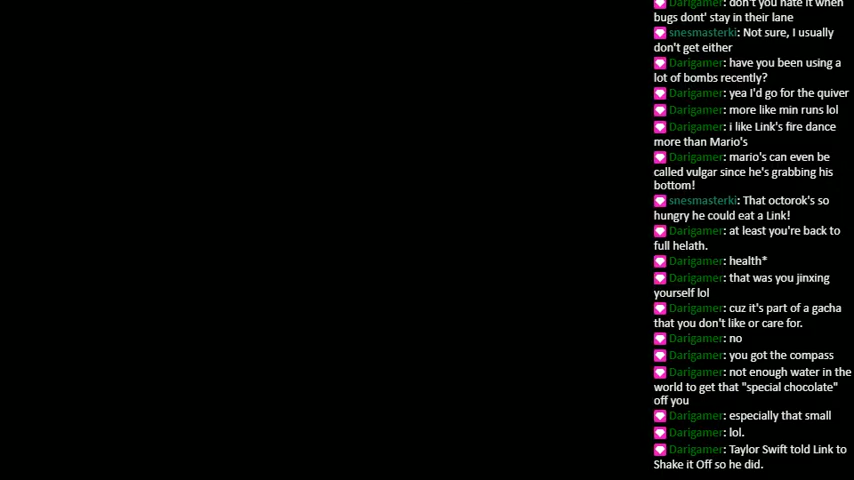 Darigamer: don't you hate it when
bugs dont' stay in their lane
snesmasterki: Not sure, I usually
don't get either
Darigamer: have you been using a
lot of bombs recently?
Darigamer: yea I'd go for the quiver
Darigamer: more like min runs lol
Darigamer: i like Link's fire dance
more than Mario's
Darigamer: mario's can even be
called vulgar since he's grabbing his
bottom!
snesmasterki: That octorok's so
hungry he could eat a Link!
Darigamer: at least you're back to
full helath.
Darigamer: health*
Darigamer: that was you jinxing
yourself lol
Darigamer: cuz it's part of a gacha
that you don't like or care for.
Darigamer: no
Darigamer: you got the compass
Darigamer: not enough water in the
world to get that "special chocolate"
off you
Darigamer: especially that small
Darigamer: lol.
Darigamer: Taylor Swift told Link to
Shake it Off so he did.